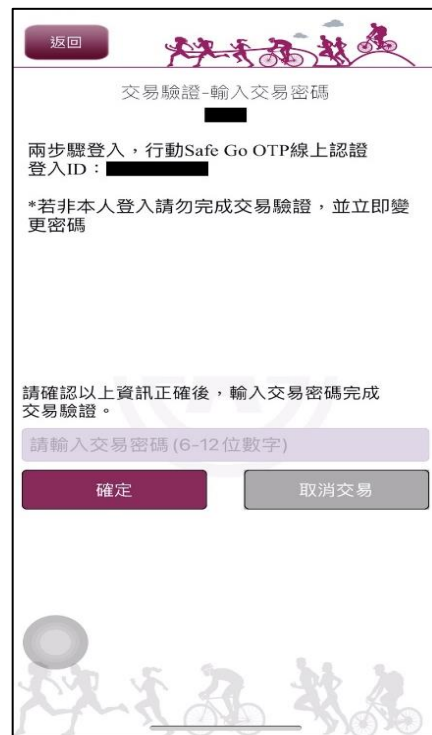 返回
交易驗證-輸入交易密碼
兩步驟登入，行動Safe Go OTP線上認證
登入ID：
*若非本人登入請勿完成交易驗證，並立即變
更密碼
請確認以上資訊正確後，輸入交易密碼完成
交易驗證。
請輸入交易密碼(6-12位數字)
確定
取消交易